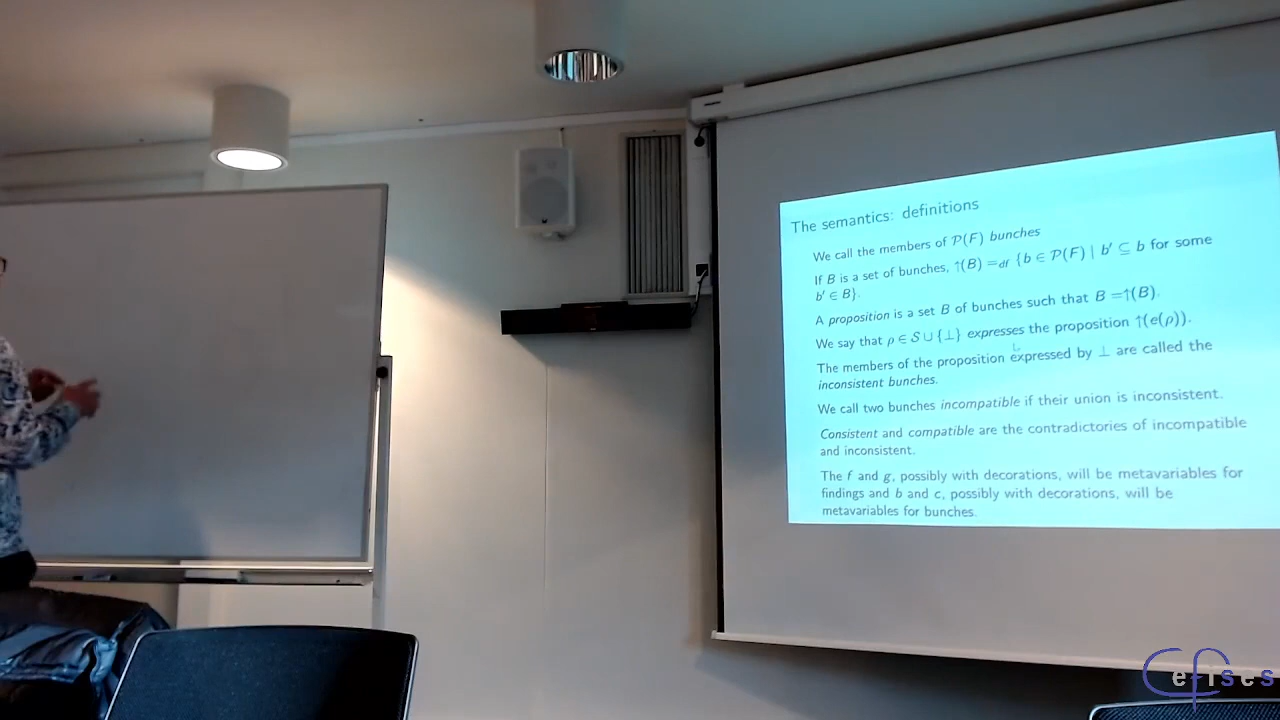 The semantics: definitions
We call the members of 𝒫(F) bunches
If B is a set of bunches, ↑(B) =df {b ∈ 𝒫(F) | b′ ⊆ b for some
b′ ∈ B}.
A proposition is a set B of bunches such that B =↑(B).
We say that ρ ∈ 𝒮 ∪ {⊥} expresses the proposition ↑(e(ρ)).
The members of the proposition expressed by ⊥ are called the
inconsistent bunches.
We call two bunches incompatible if their union is inconsistent.
Consistent and compatible are the contradictories of incompatible
and inconsistent.
The f and g, possibly with decorations, will be metavariables for
findings and b and c, possibly with decorations, will be
metavariables for bunches.
Cefises